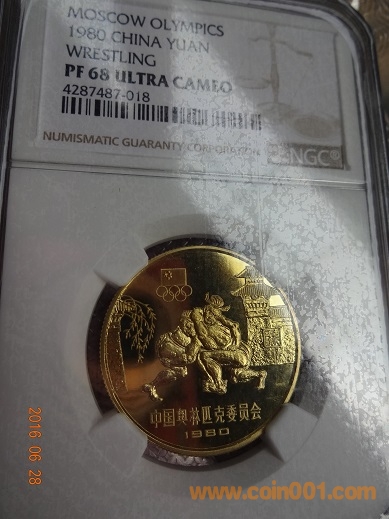 MOSCOW OLYMPICS
1980 CHINA YUAN
WRESTLING
PF 68 ULTRA CAMEO
4287487-018
NUMISMATIC GUARANTY CORPORATION
NGC
中国奥林匹克委员会
1980
2016 06 28
www.coin001.com